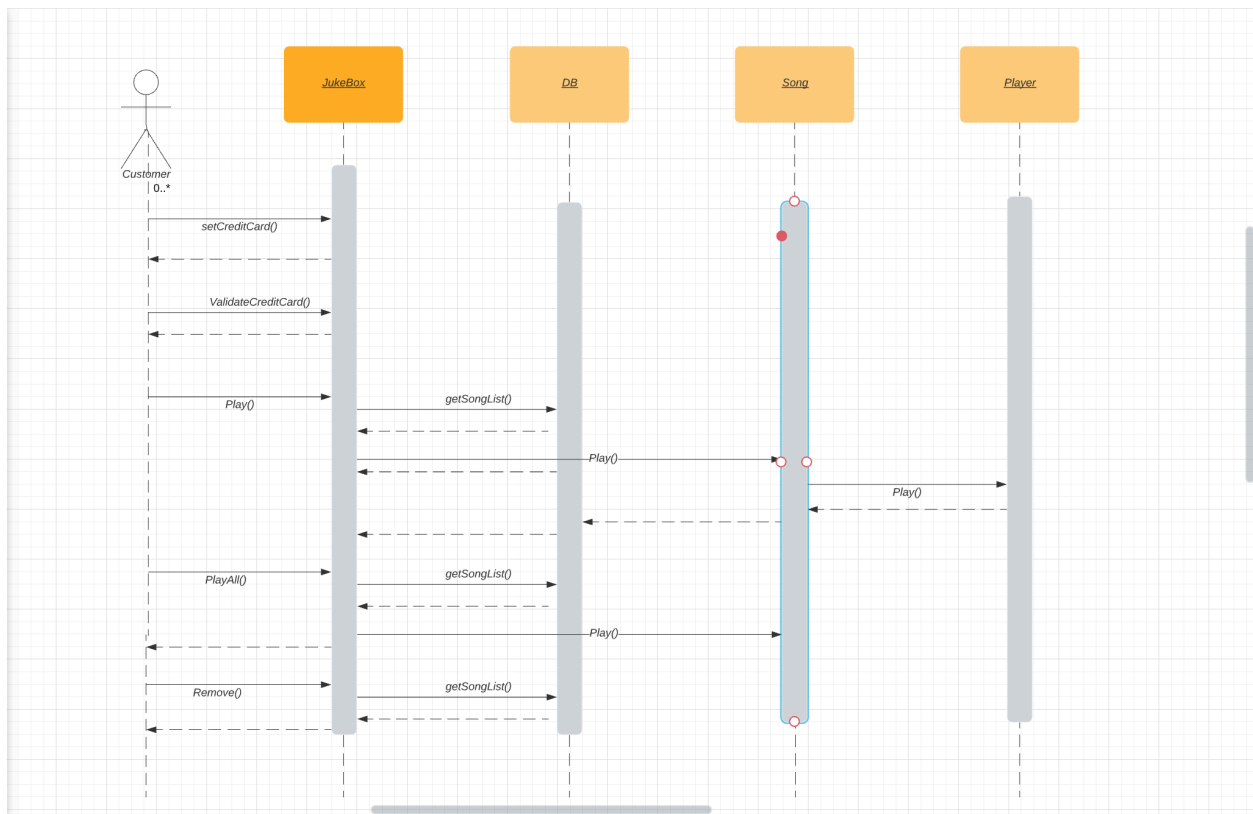 JukeBox
DB
Song
Player
Customer
0..*
setCreditCard()
ValidateCreditCard()
Play()
getSongList()
Play()
Play()
PlayAll()
getSongList()
Play()
Remove()
getSongList()